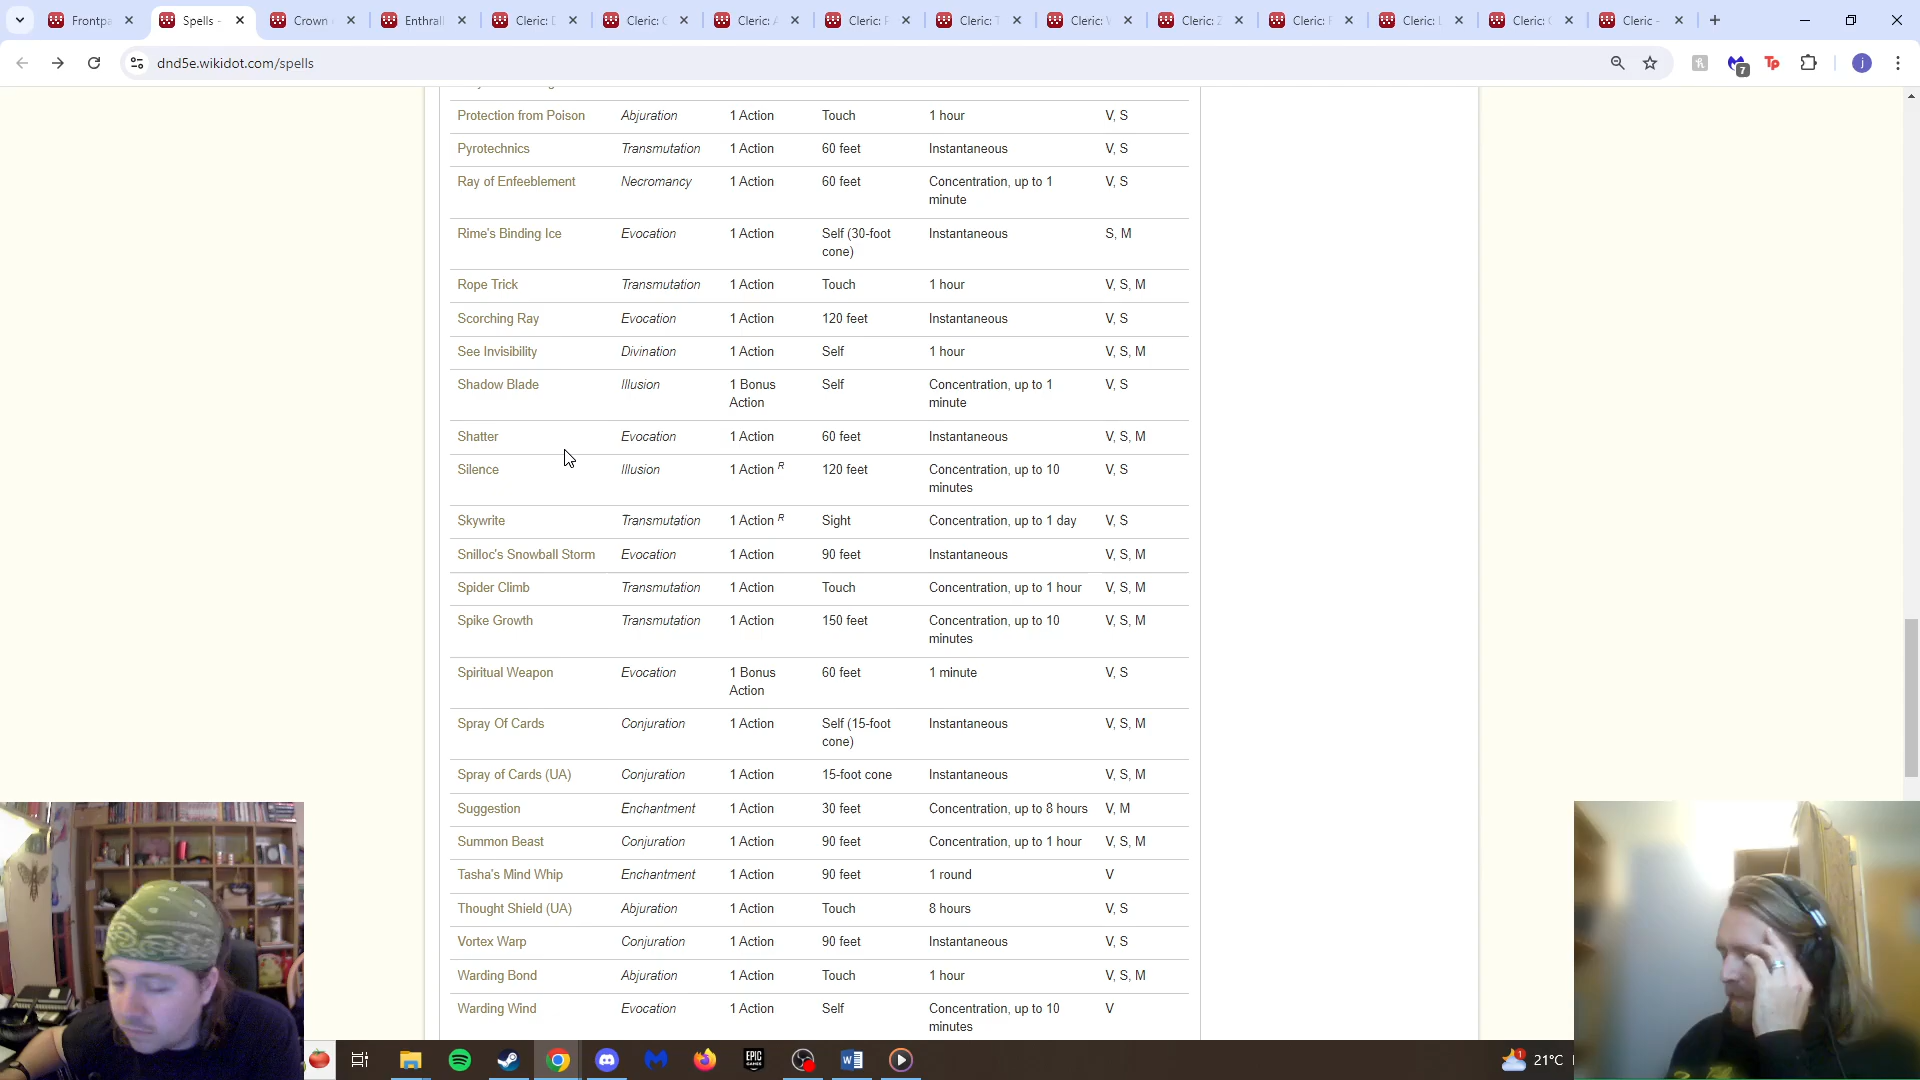 Frontpa
Spells -
Crown
Enthrall
Cleric: D
Cleric: 
Cleric: 
Cleric: 
Cleric: 
Cleric: 
Cleric: Z
Cleric: 
Cleric: 
Cleric: 
Cleric -
dnd5e.wikidot.com/spells
7
Tp
j
Protection from Poison Abjuration 1 Action Touch 1 hour V, S
Pyrotechnics Transmutation 1 Action 60 feet Instantaneous V, S
Ray of Enfeeblement Necromancy 1 Action 60 feet Concentration, up to 1 V, S
minute
Rime's Binding Ice Evocation 1 Action Self (30-foot Instantaneous S, M
cone)
Rope Trick Transmutation 1 Action Touch 1 hour V, S, M
Scorching Ray Evocation 1 Action 120 feet Instantaneous V, S
See Invisibility Divination 1 Action Self 1 hour V, S, M
Shadow Blade Illusion 1 Bonus Self Concentration, up to 1 V, S
Action minute
Shatter Evocation 1 Action 60 feet Instantaneous V, S, M
Silence Illusion 1 Action R 120 feet Concentration, up to 10 V, S
minutes
Skywrite Transmutation 1 Action R Sight Concentration, up to 1 day V, S
Snilloc's Snowball Storm Evocation 1 Action 90 feet Instantaneous V, S, M
Spider Climb Transmutation 1 Action Touch Concentration, up to 1 hour V, S, M
Spike Growth Transmutation 1 Action 150 feet Concentration, up to 10 V, S, M
minutes
Spiritual Weapon Evocation 1 Bonus 60 feet 1 minute V, S
Action
Spray Of Cards Conjuration 1 Action Self (15-foot Instantaneous V, S, M
cone)
Spray of Cards (UA) Conjuration 1 Action 15-foot cone Instantaneous V, S, M
Suggestion Enchantment 1 Action 30 feet Concentration, up to 8 hours V, M
Summon Beast Conjuration 1 Action 90 feet Concentration, up to 1 hour V, S, M
Tasha's Mind Whip Enchantment 1 Action 90 feet 1 round V
Thought Shield (UA) Abjuration 1 Action Touch 8 hours V, S
Vortex Warp Conjuration 1 Action 90 feet Instantaneous V, S
Warding Bond Abjuration 1 Action Touch 1 hour V, S, M
Warding Wind Evocation 1 Action Self Concentration, up to 10 V
minutes
EPIC
GAMES
1
21°C